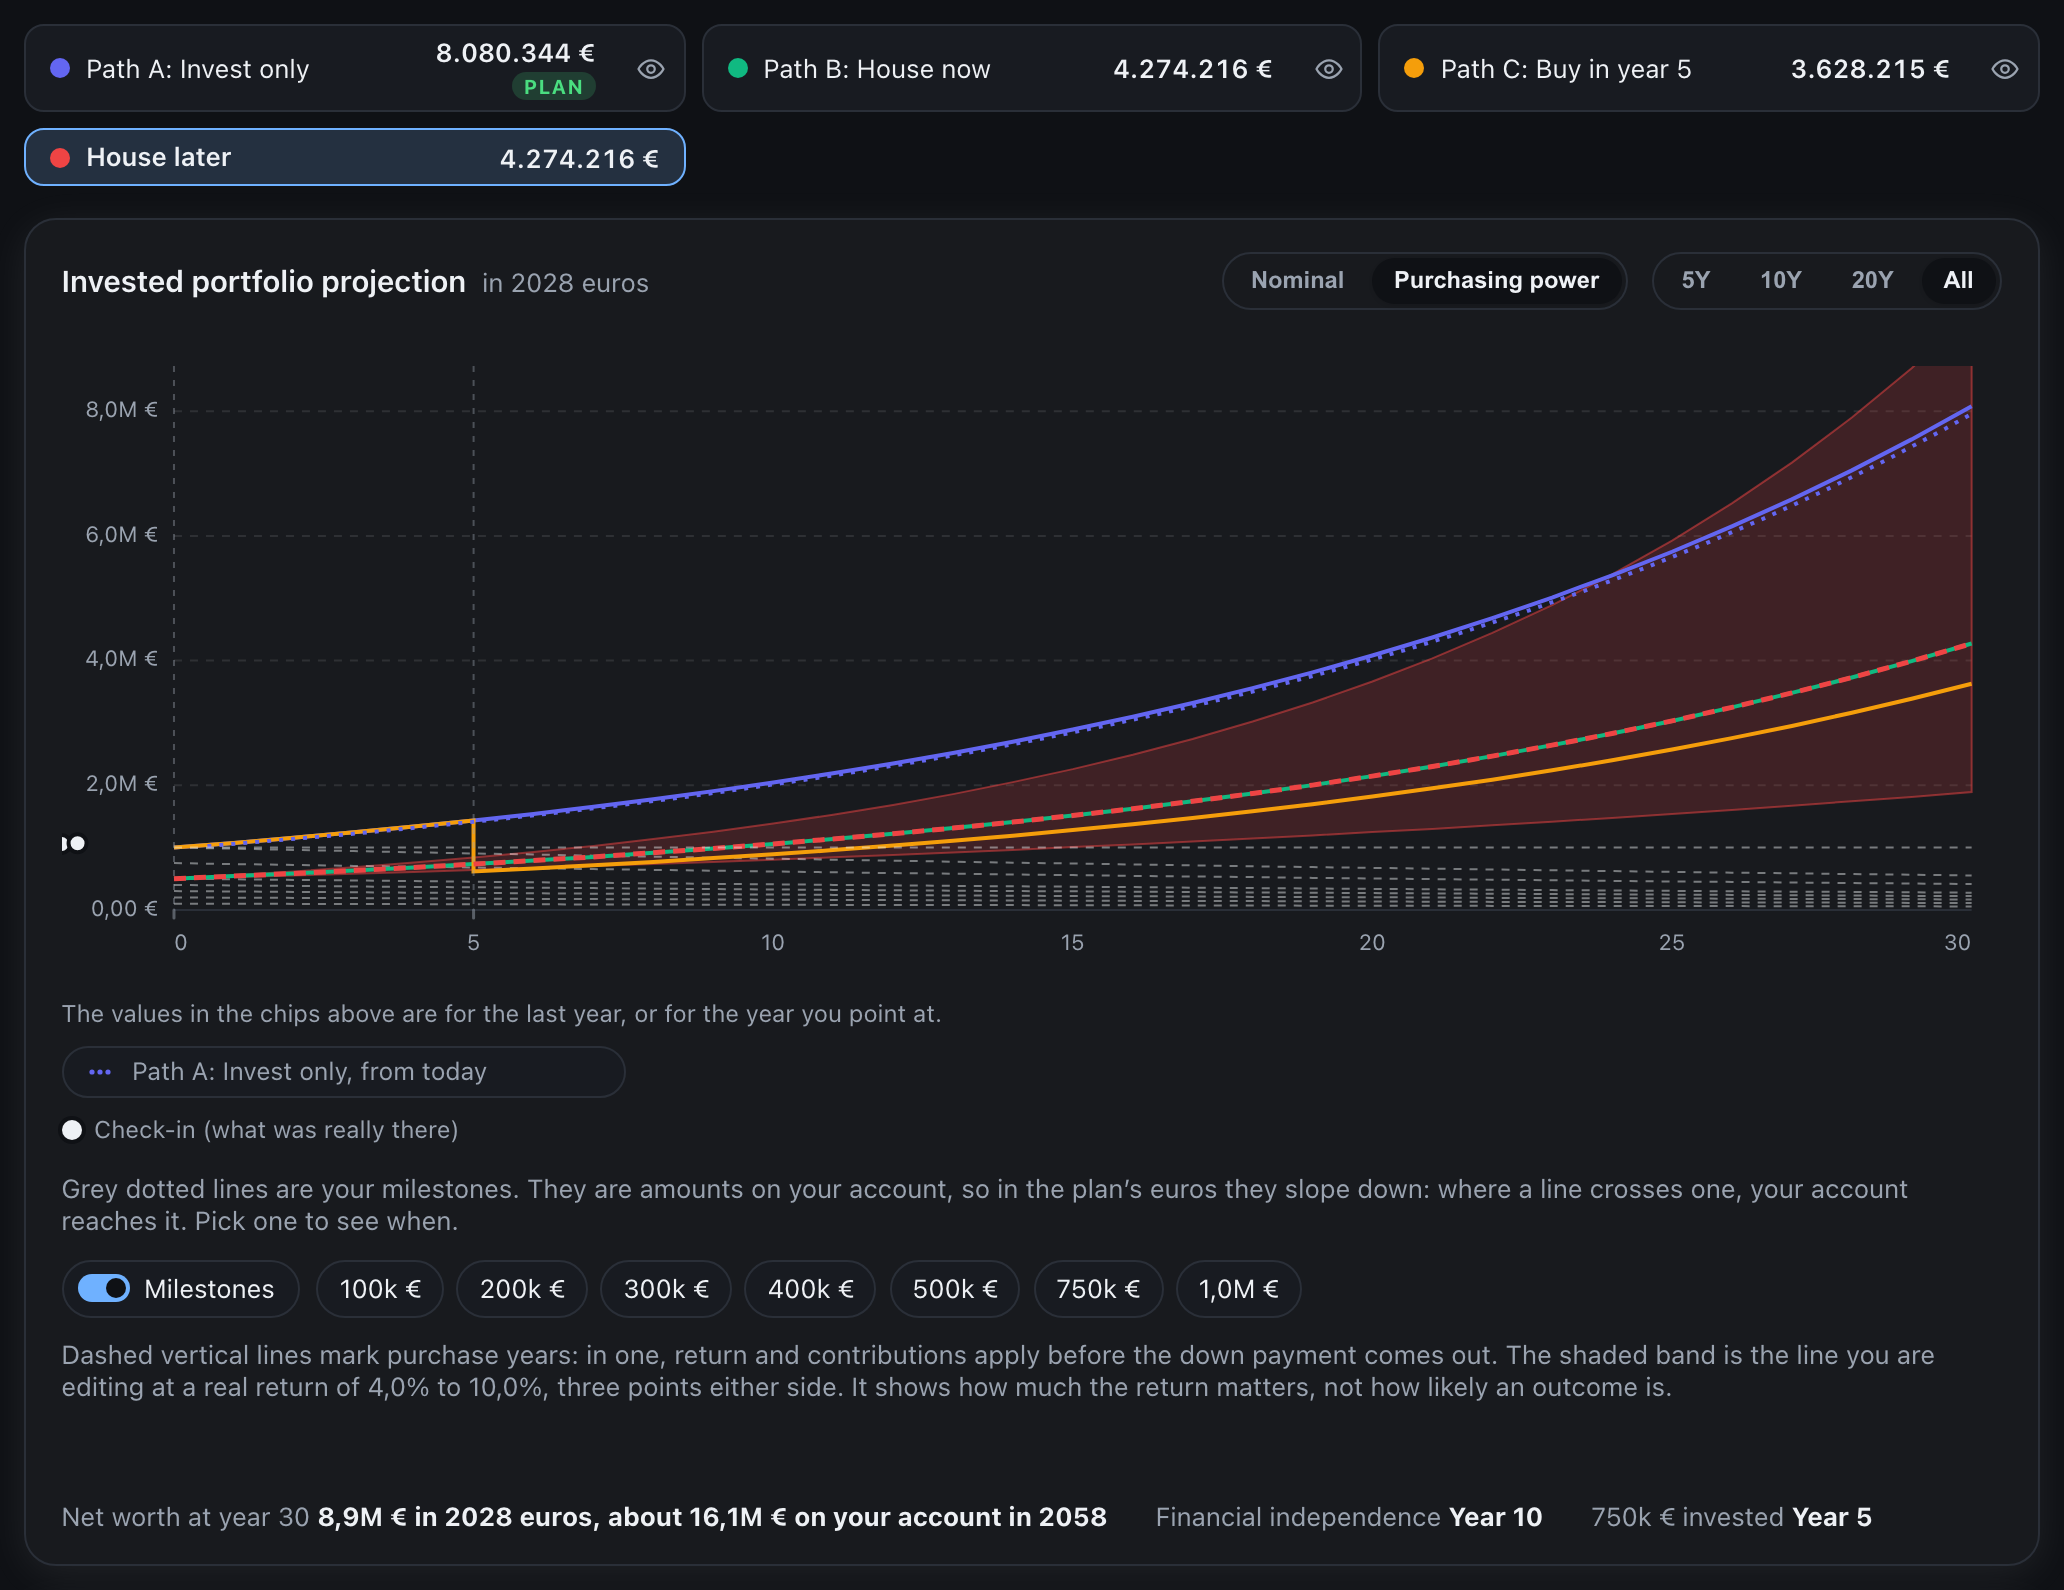 Path A: Invest only
8.080.344 €
PLAN
Path B: House now
4.274.216 €
Path C: Buy in year 5
3.628.215 €
House later
4.274.216 €
Invested portfolio projection in 2028 euros
Nominal
Purchasing power
5Y
10Y
20Y
All
8,0M €
6,0M €
4,0M €
2,0M €
0,00 €
0
5
10
15
20
25
30
The values in the chips above are for the last year, or for the year you point at.
Path A: Invest only, from today
Check-in (what was really there)
Grey dotted lines are your milestones. They are amounts on your account, so in the plan’s euros they slope down: where a line crosses one, your account
reaches it. Pick one to see when.
Milestones
100k €
200k €
300k €
400k €
500k €
750k €
1,0M €
Dashed vertical lines mark purchase years: in one, return and contributions apply before the down payment comes out. The shaded band is the line you are
editing at a real return of 4,0% to 10,0%, three points either side. It shows how much the return matters, not how likely an outcome is.
Net worth at year 30 8,9M € in 2028 euros, about 16,1M € on your account in 2058
Financial independence Year 10
750k € invested Year 5